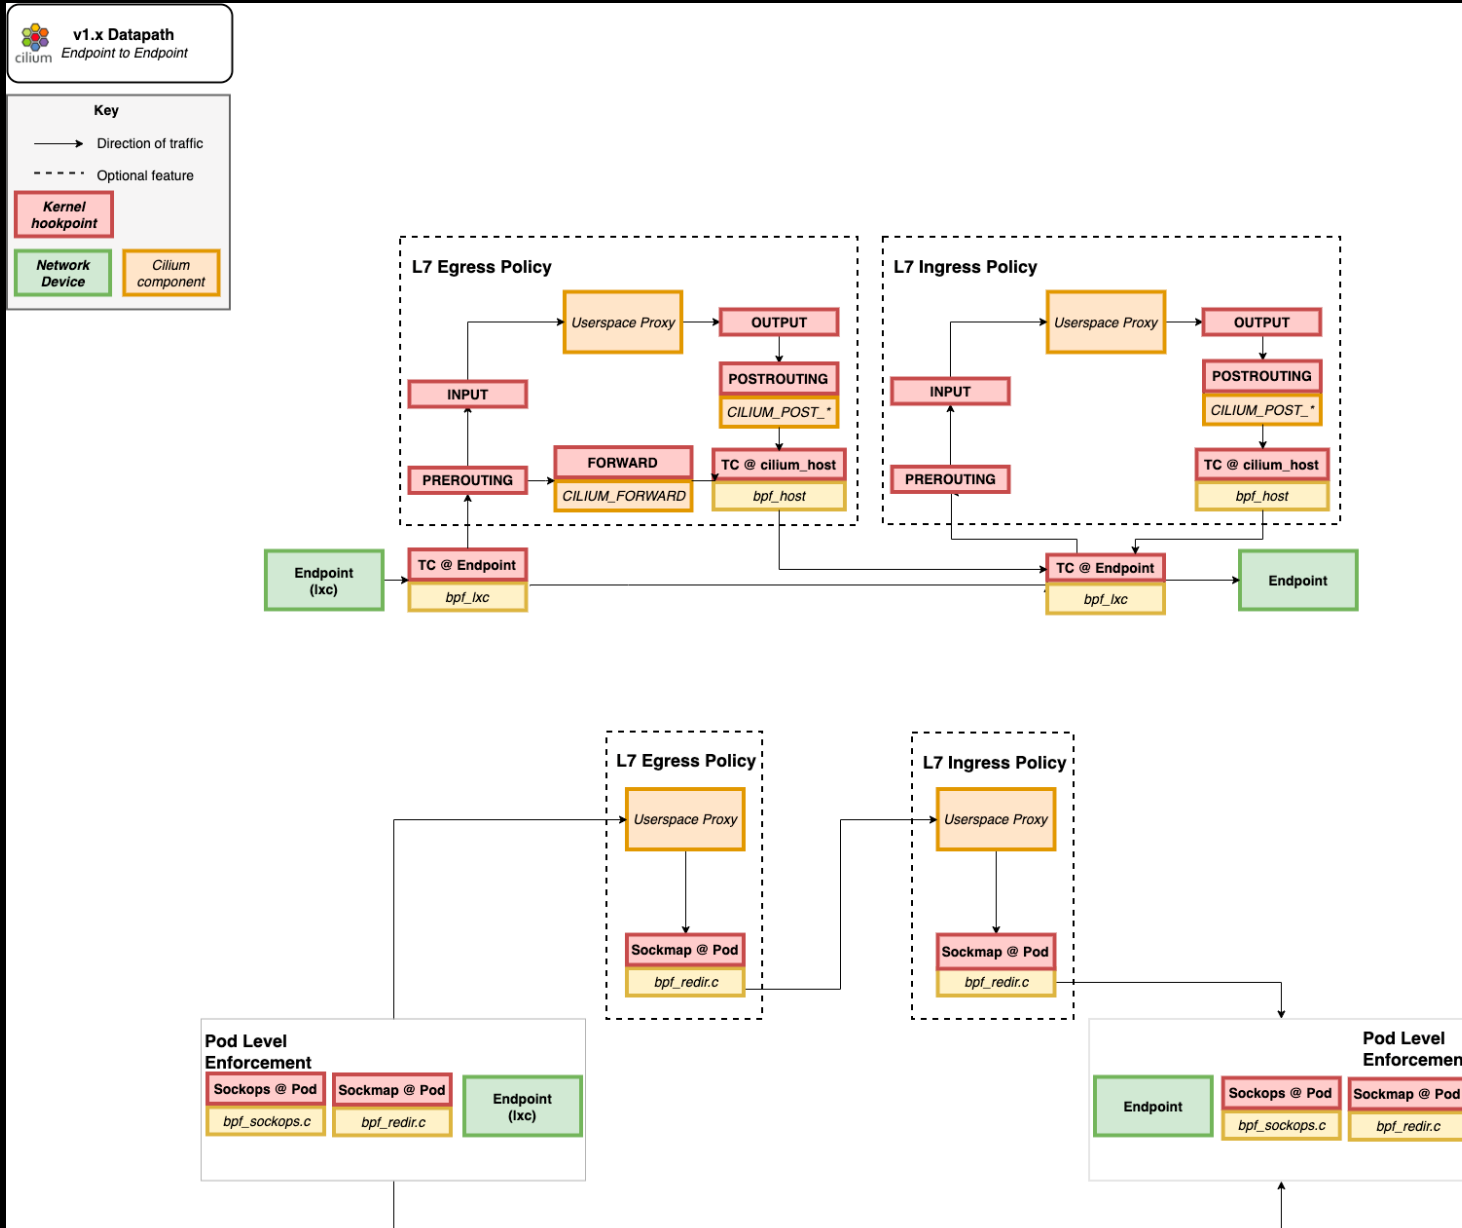 cilium
v1.x Datapath
Endpoint to Endpoint
Key
Direction of traffic
Optional feature
Kernel
hookpoint
Network
Device
Cilium
component
L7 Egress Policy
Userspace Proxy
OUTPUT
POSTROUTING
CILIUM_POST_*
INPUT
PREROUTING
FORWARD
CILIUM_FORWARD
TC @ cilium_host
bpf_host
L7 Ingress Policy
Userspace Proxy
OUTPUT
POSTROUTING
CILIUM_POST_*
INPUT
PREROUTING
TC @ cilium_host
bpf_host
Endpoint
(lxc)
TC @ Endpoint
bpf_lxc
TC @ Endpoint
bpf_lxc
Endpoint
L7 Egress Policy
Userspace Proxy
Sockmap @ Pod
bpf_redir.c
L7 Ingress Policy
Userspace Proxy
Sockmap @ Pod
bpf_redir.c
Pod Level
Enforcement
Sockops @ Pod
bpf_sockops.c
Sockmap @ Pod
bpf_redir.c
Endpoint
(lxc)
Pod Level
Enforcemen
Endpoint
Sockops @ Pod
bpf_sockops.c
Sockmap @ Pod
bpf_redir.c